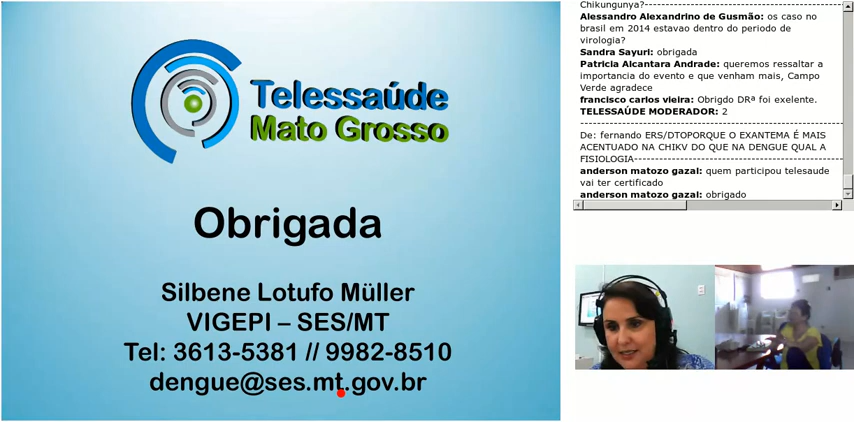 Telessaúde
Mato Grosso
Obrigada
Silbene Lotufo Müller
VIGEPI – SES/MT
Tel: 3613-5381 // 9982-8510
dengue@ses.mt.gov.br
Chikungunya?--------------------------------------------
Alessandro Alexandrino de Gusmão: os caso no
brasil em 2014 estavao dentro do periodo de
virologia?
Sandra Sayuri: obrigada
Patricia Alcantara Andrade: queremos ressaltar a
importancia do evento e que venham mais, Campo
Verde agradece
francisco carlos vieira: Obrigdo DRª foi exelente.
TELESSAÚDE MODERADOR: 2
------------------------------------------------------------
De: fernando ERS/DTOPORQUE O EXANTEMA É MAIS
ACENTUADO NA CHIKV DO QUE NA DENGUE QUAL A
FISIOLOGIA------------------------------------------------
anderson matozo gazal: quem participou telesaude
vai ter certificado
anderson matozo gazal: obrigado